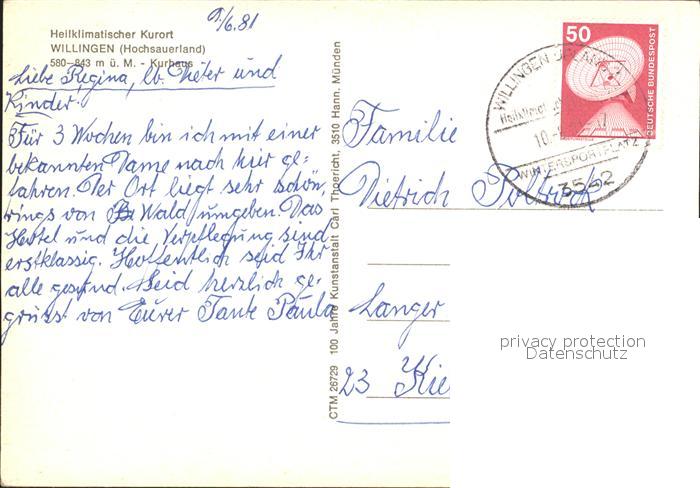 9./6.81
Heilklimatischer Kurort
WILLINGEN (Hochsauerland)
580–843 m ü. M. - Kurhaus
Liebe Regina, lb. Dieter und
Kinder.
Für 3 Wochen bin ich mit einer
bekannten Dame nach hier ge-
fahren. Der Ort liegt sehr schön,
rings von Wald umgeben. Das
Hotel und die Verpflegung sind
erstklassig. Hoffentlich seid Ihr
alle gesund. Seid herzlich ge-
grüsst von Eurer Tante Paula
CTM 26729 100 Jahre Kunstanstalt Carl Thoericht, 3510 Hann. Münden
50
DEUTSCHE BUNDESPOST
WILLINGEN
Heilklimat
10.
WINTERSPORTPLATZ
3542
Familie
Dietrich
Langer
23 Kie
privacy protection
Datenschutz